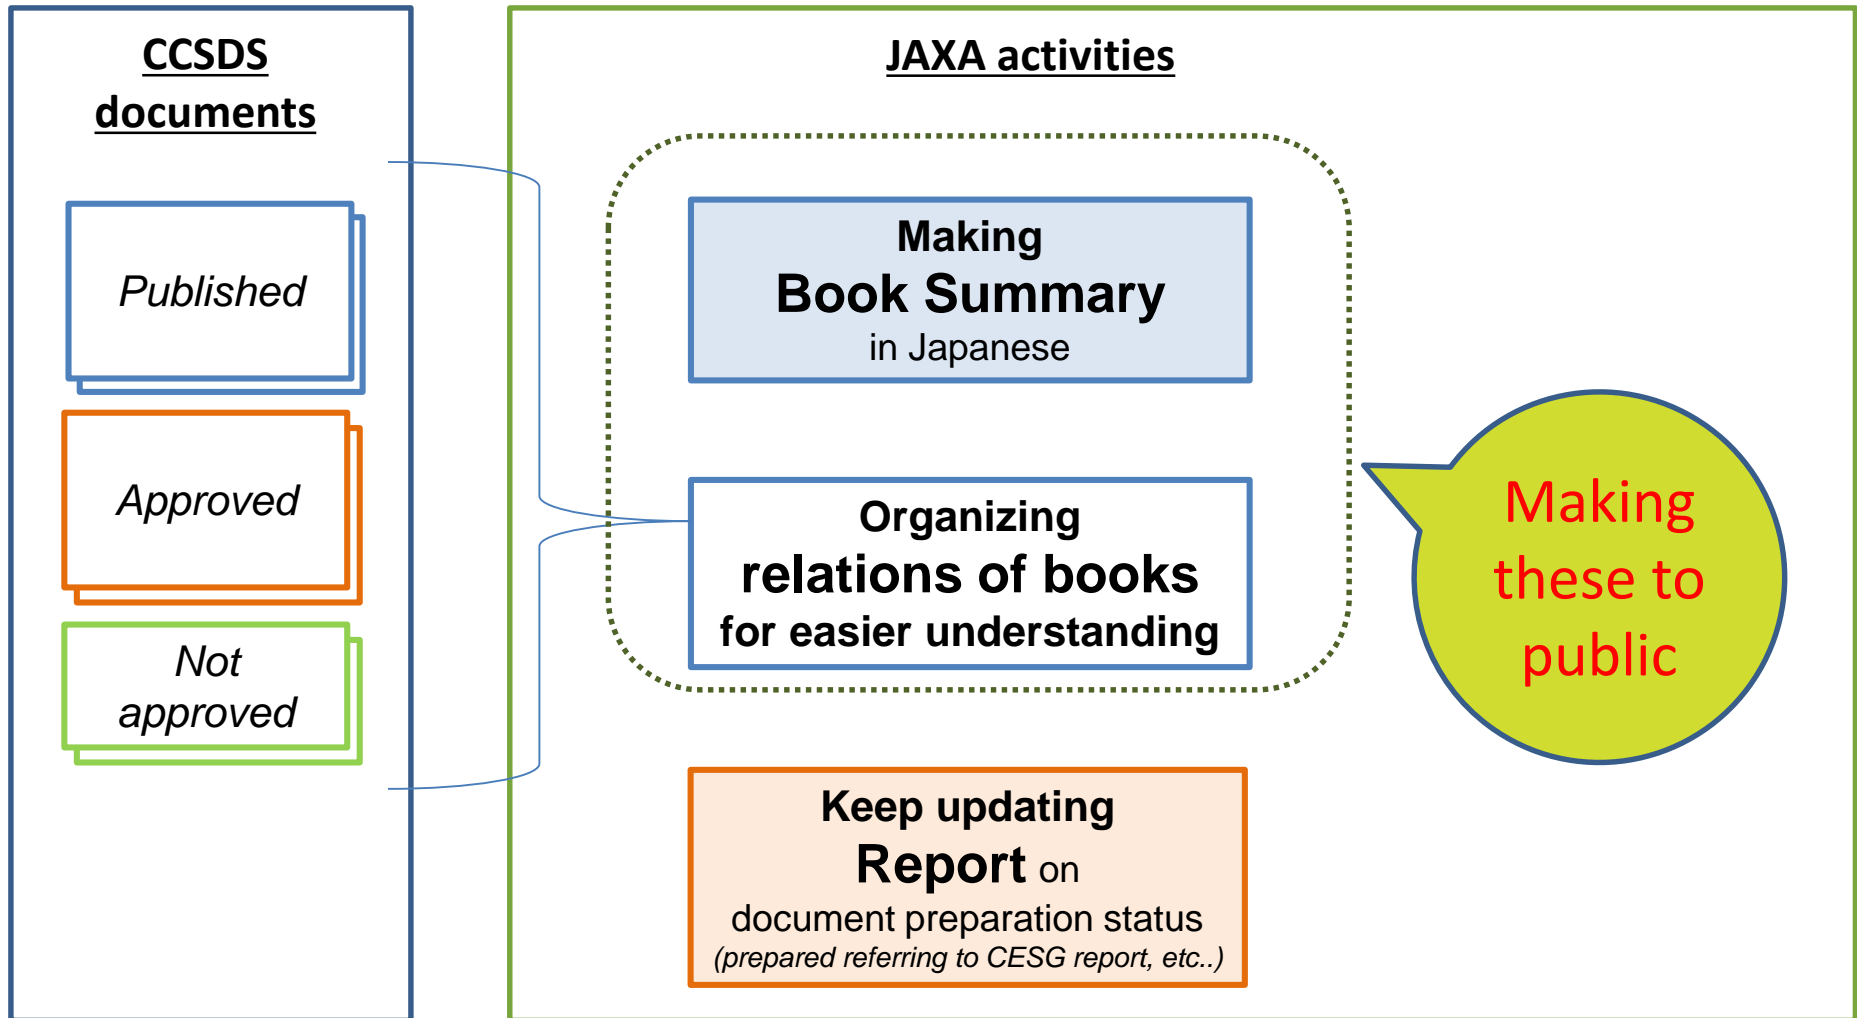 CCSDS
documents
Published
Approved
Not
approved
JAXA activities
Making
Book Summary
in Japanese
Organizing
relations of books
for easier understanding
Keep updating
Report on
document preparation status
(prepared referring to CESG report, etc..)
Making
these to
public